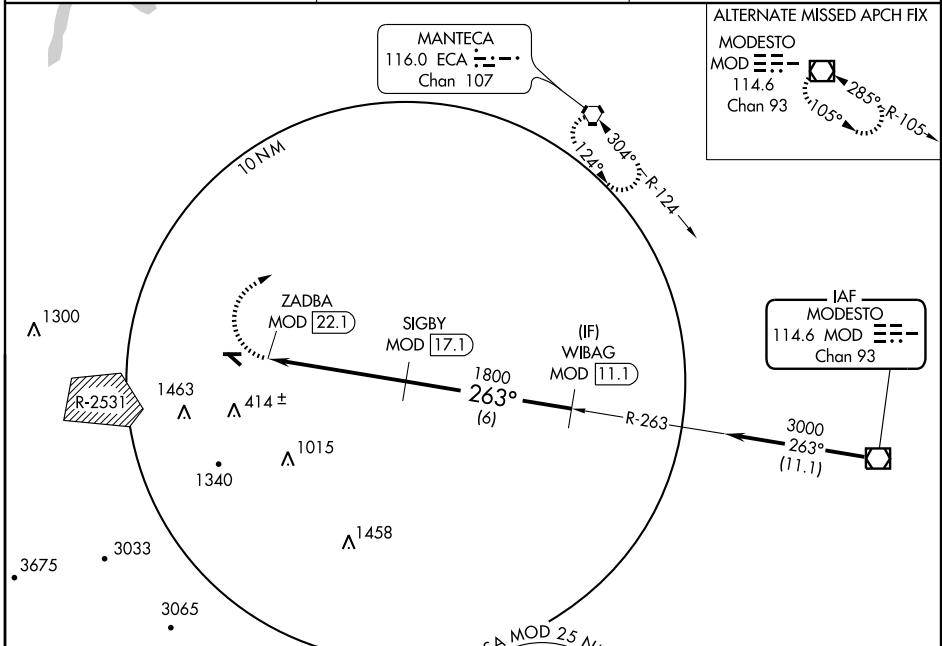 ALTERNATE MISSED APCH FIX
MODESTO
MOD
114.6
Chan 93
285°
105°
R-105
MANTECA
116.0 ECA
Chan 107
304°
124°
R-124
10 NM
ZADBA
MOD 22.1
SIGBY
MOD 17.1
(IF)
WIBAG
MOD 11.1
IAF
MODESTO
114.6 MOD
Chan 93
1300
R-2531
1463
414 ±
1015
1340
1458
3033
3675
3065
1800
263°
(6)
R-263
3000
263°
(11.1)
MOD 25